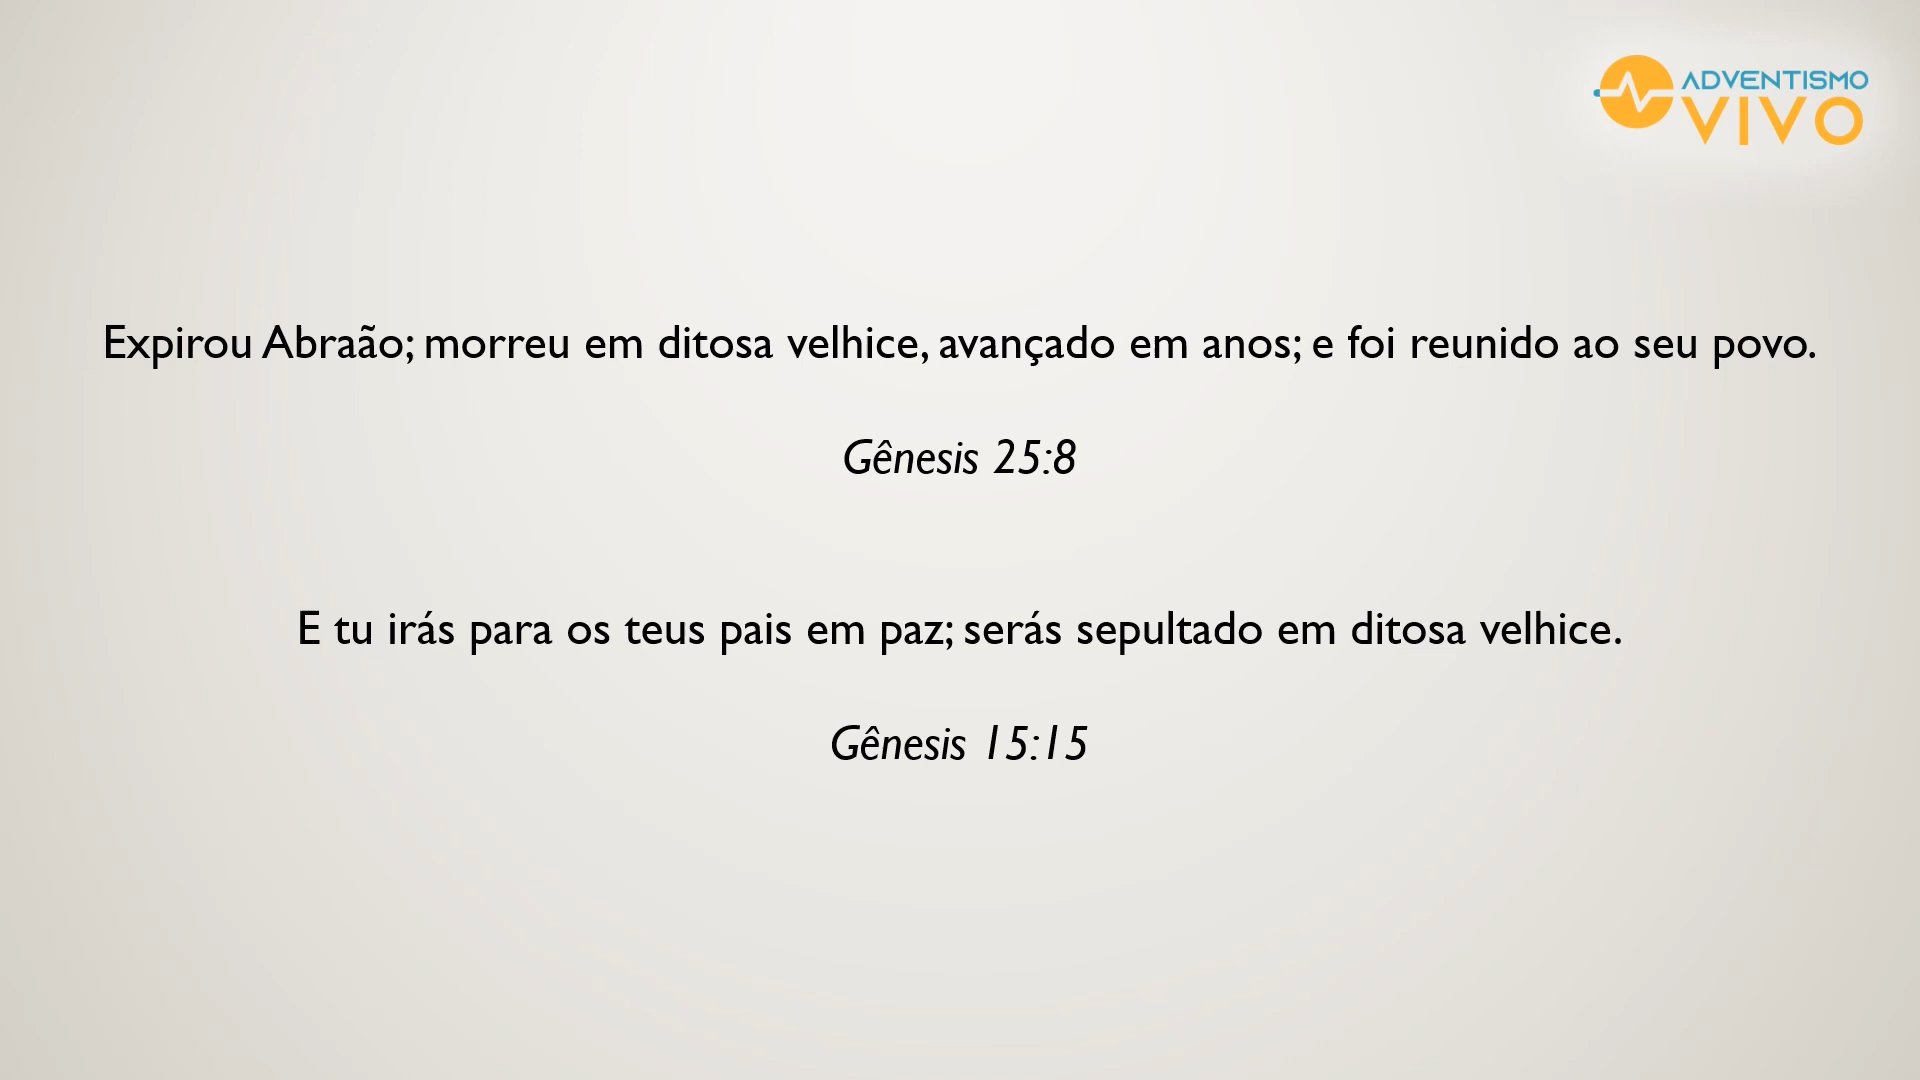 ADVENTISMO
VIVO
Expirou Abraão; morreu em ditosa velhice, avançado em anos; e foi reunido ao seu povo.
Gênesis 25:8
E tu irás para os teus pais em paz; serás sepultado em ditosa velhice.
Gênesis 15:15